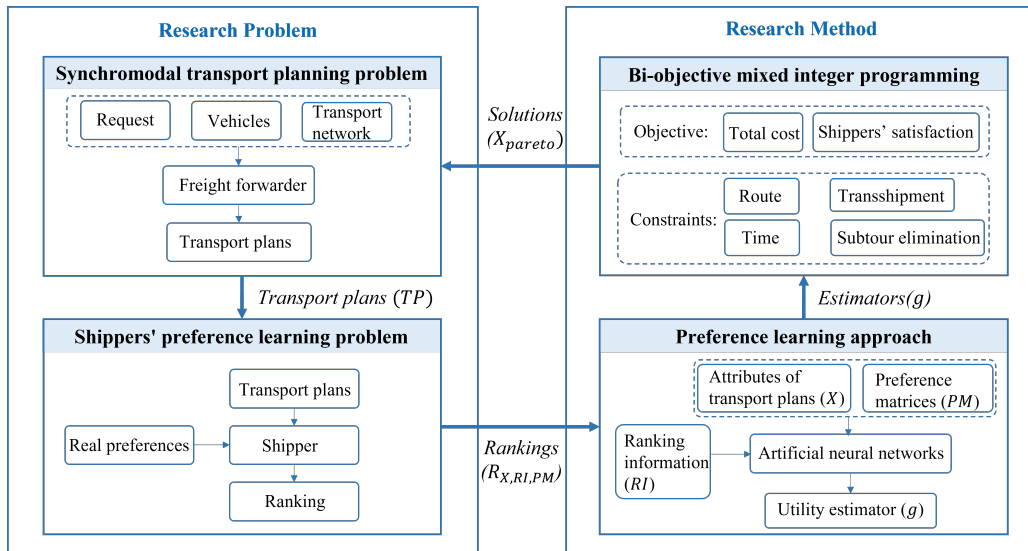 Research Problem
Synchromodal transport planning problem
Request
Vehicles
Transport
network
Freight forwarder
Transport plans
Transport plans (TP)
Shippers' preference learning problem
Transport plans
Real preferences
Shipper
Ranking
Solutions
(X_pareto)
Rankings
(R_X,RI,PM)
Research Method
Bi-objective mixed integer programming
Objective:
Total cost
Shippers’ satisfaction
Constraints:
Route
Transshipment
Time
Subtour elimination
Estimators(g)
Preference learning approach
Attributes of
transport plans (X)
Preference
matrices (PM)
Ranking
information
(RI)
Artificial neural networks
Utility estimator (g)